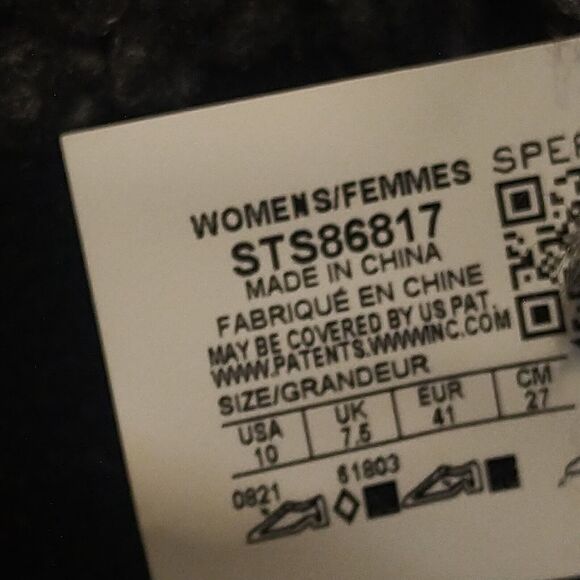 WOMENS/FEMMES
STS86817
MADE IN CHINA
FABRIQUÉ EN CHINE
MAY BE COVERED BY US PAT.
WWW.PATENTS.WWWINC.COM
SIZE/GRANDEUR
USA UK EUR CM
10 7.5 41 27
0821 61803